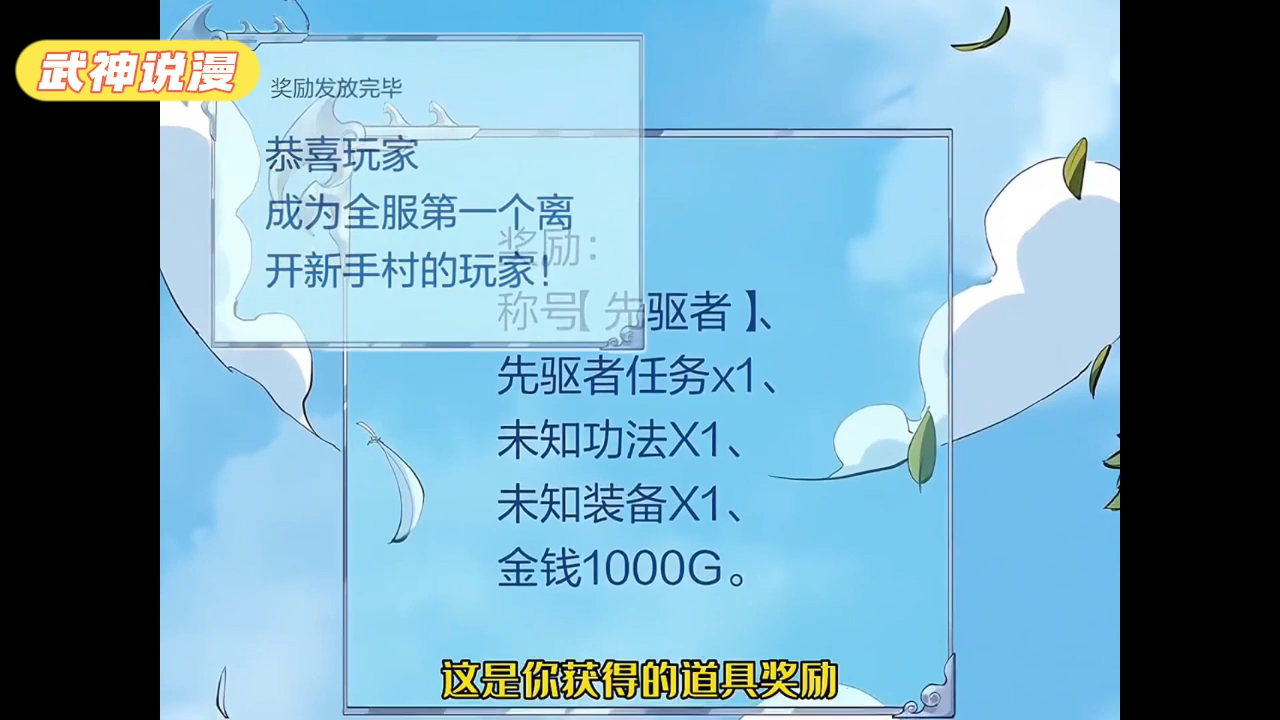 武神说漫
奖励发放完毕
恭喜玩家
成为全服第一个离
开新手村的玩家！
奖励：
称号【先驱者】、
先驱者任务x1、
未知功法X1、
未知装备X1、
金钱1000G。
这是你获得的道具奖励